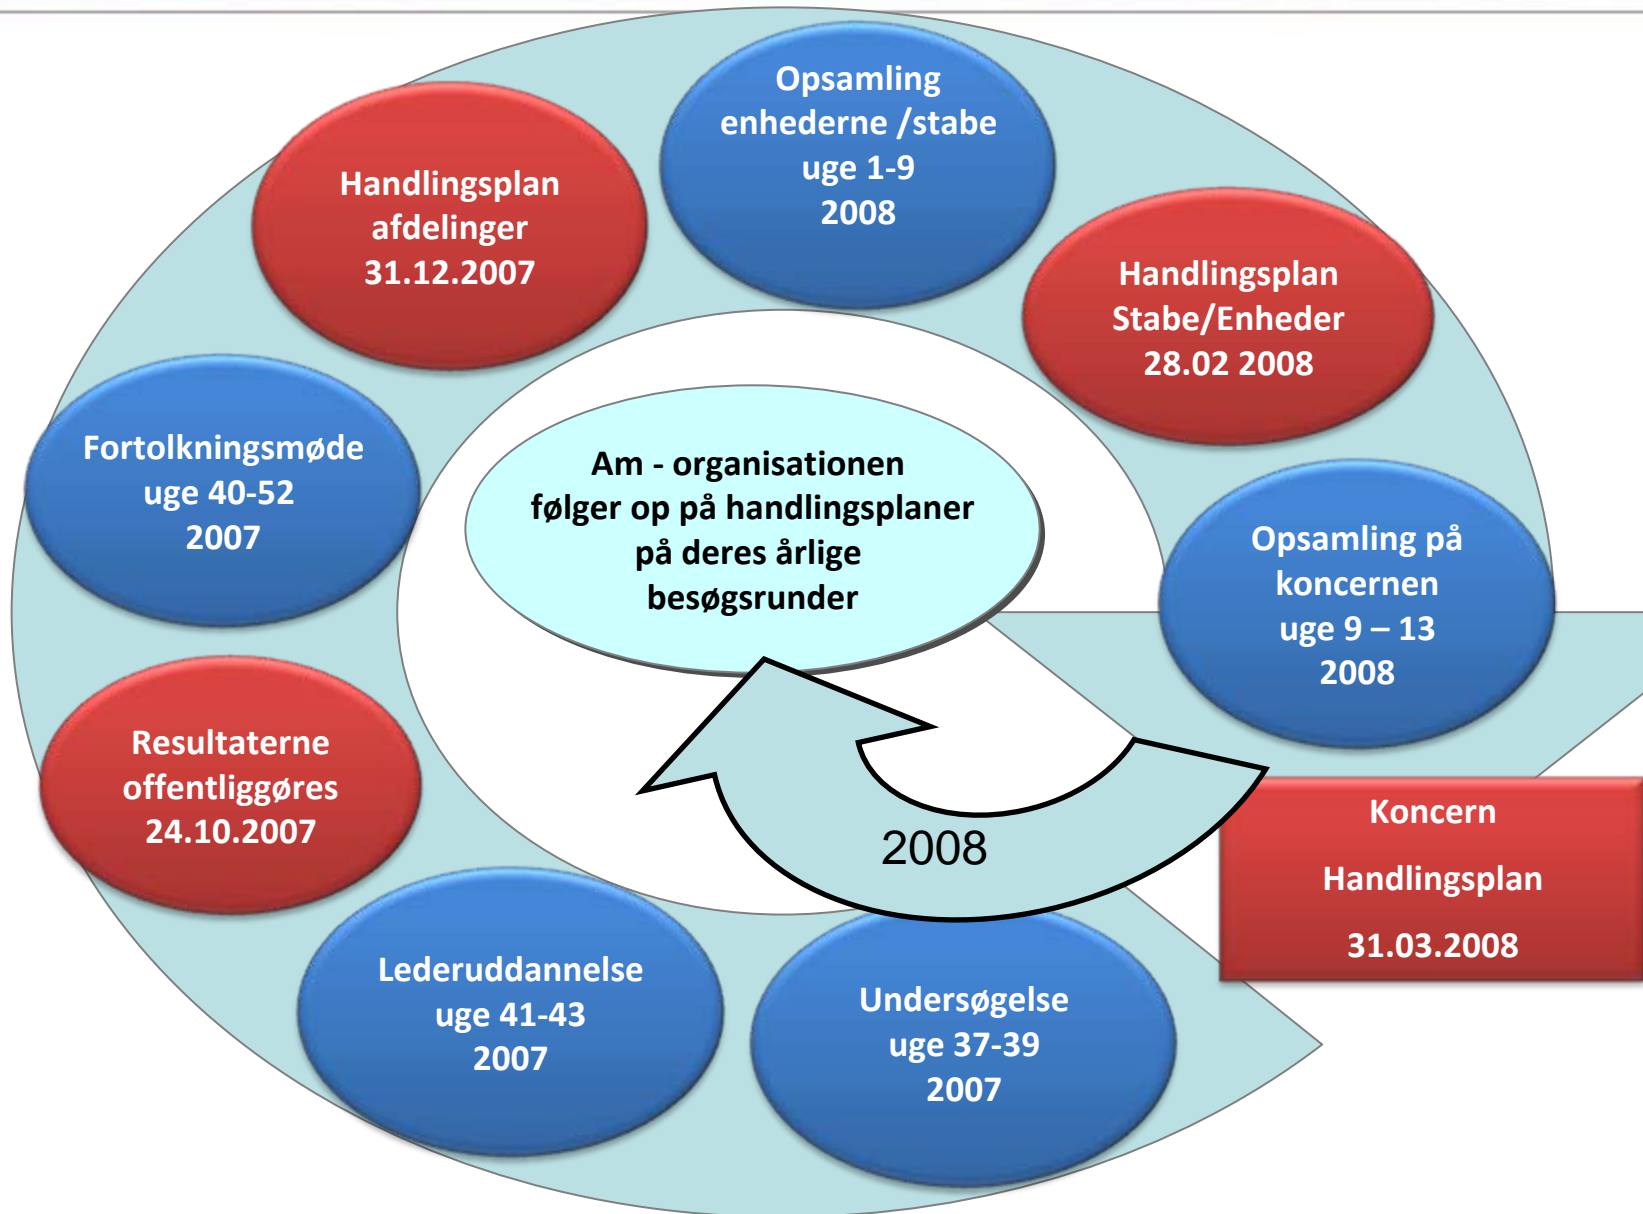 Opsamling
enhederne /stabe
uge 1-9
2008
Handlingsplan
afdelinger
31.12.2007
Handlingsplan
Stabe/Enheder
28.02 2008
Fortolkningsmøde
uge 40-52
2007
Am - organisationen
følger op på handlingsplaner
på deres årlige
besøgsrunder
Opsamling på
koncernen
uge 9 – 13
2008
Resultaterne
offentliggøres
24.10.2007
2008
Koncern
Handlingsplan
31.03.2008
Lederuddannelse
uge 41-43
2007
Undersøgelse
uge 37-39
2007